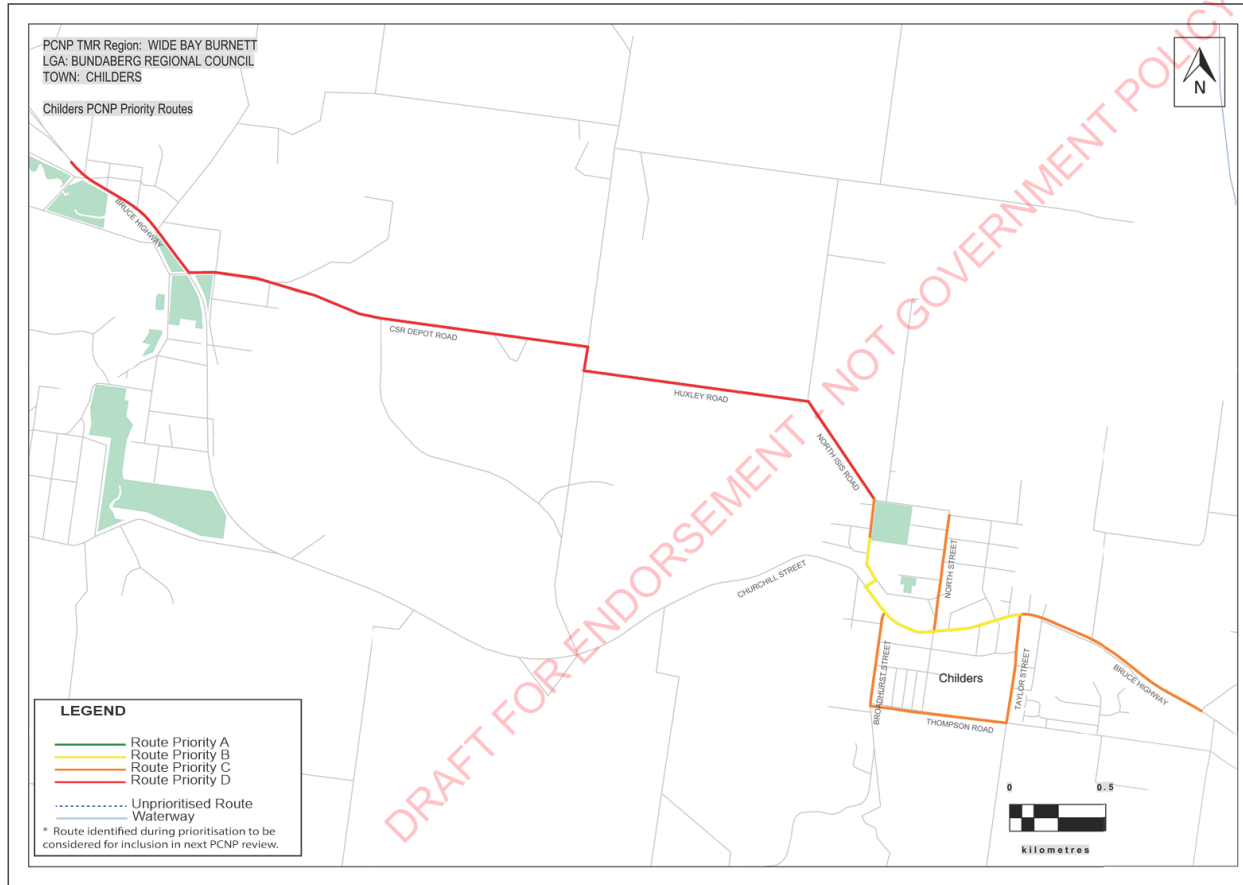 PCNP TMR Region: WIDE BAY BURNETT
LGA: BUNDABERG REGIONAL COUNCIL
TOWN: CHILDERS
Childers PCNP Priority Routes
N
BRUCE HIGHWAY
CSR DEPOT ROAD
HUXLEY ROAD
NORTH ISIS ROAD
CHURCHILL STREET
NORTH STREET
BROADHURST STREET
Childers
TAYLOR STREET
BRUCE HIGHWAY
THOMPSON ROAD
DRAFT FOR ENDORSEMENT - NOT GOVERNMENT POLICY
LEGEND
Route Priority A
Route Priority B
Route Priority C
Route Priority D
Unprioritised Route
Waterway
* Route identified during prioritisation to be
considered for inclusion in next PCNP review.
0 0.5
kilometres